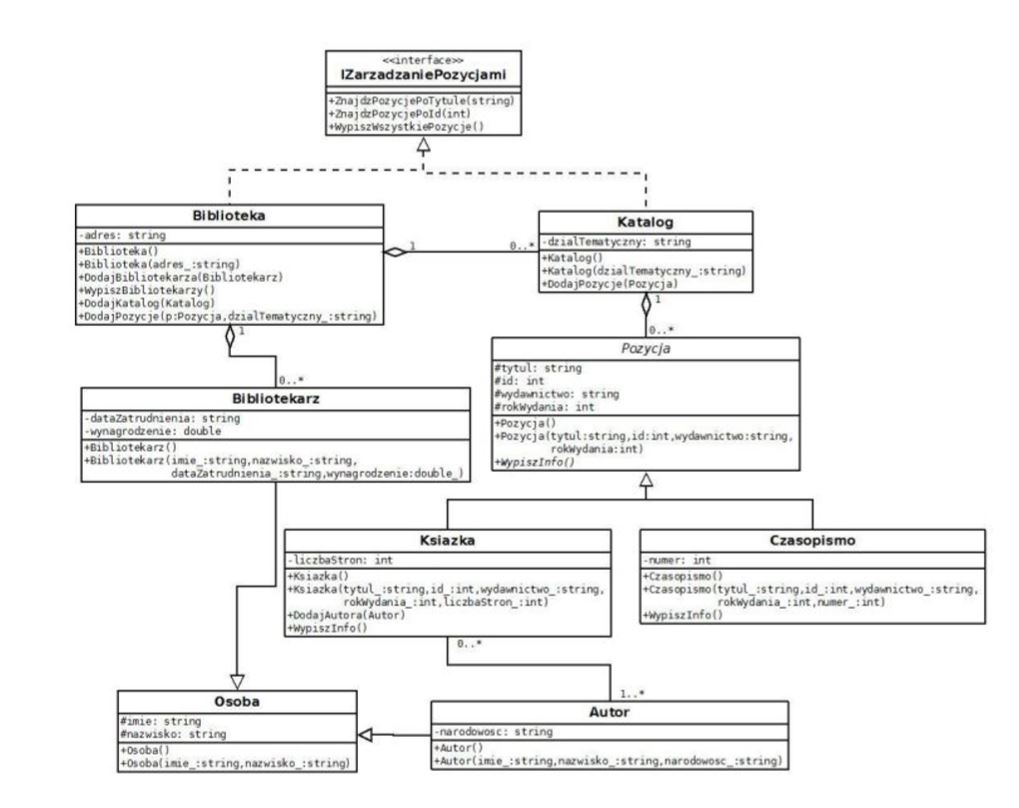 <<interface>>
IZarzadzaniePozycjami
+ZnajdzPozycjePoTytule(string)
+ZnajdzPozycjePoId(int)
+WypiszWszystkiePozycje()
Biblioteka
-adres: string
+Biblioteka()
+Biblioteka(adres_:string)
+DodajBibliotekarza(Bibliotekarz)
+WypiszBibliotekarzy()
+DodajKatalog(Katalog)
+DodajPozycje(p:Pozycja,dzialTematyczny_:string)
1
0..*
Katalog
-dzialTematyczny: string
+Katalog()
+Katalog(dzialTematyczny_:string)
+DodajPozycje(Pozycja)
1
0..*
1
0..*
Pozycja
#tytul: string
#id: int
#wydawnictwo: string
#rokWydania: int
+Pozycja()
+Pozycja(tytul:string,id:int,wydawnictwo:string,
rokWydania:int)
+WypiszInfo()
Bibliotekarz
-dataZatrudnienia: string
-wynagrodzenie: double
+Bibliotekarz()
+Bibliotekarz(imie_:string,nazwisko_:string,
dataZatrudnienia_:string,wynagrodzenie:double_)
Ksiazka
-liczbaStron: int
+Ksiazka()
+Ksiazka(tytul_:string,id_:int,wydawnictwo_:string,
rokWydania_:int,liczbaStron_:int)
+DodajAutora(Autor)
+WypiszInfo()
Czasopismo
-numer: int
+Czasopismo()
+Czasopismo(tytul_:string,id_:int,wydawnictwo_:string,
rokWydania_:int,numer_:int)
+WypiszInfo()
0..*
1..*
Osoba
#imie: string
#nazwisko: string
+Osoba()
+Osoba(imie_:string,nazwisko_:string)
Autor
-narodowosc: string
+Autor()
+Autor(imie_:string,nazwisko_:string,narodowosc_:string)